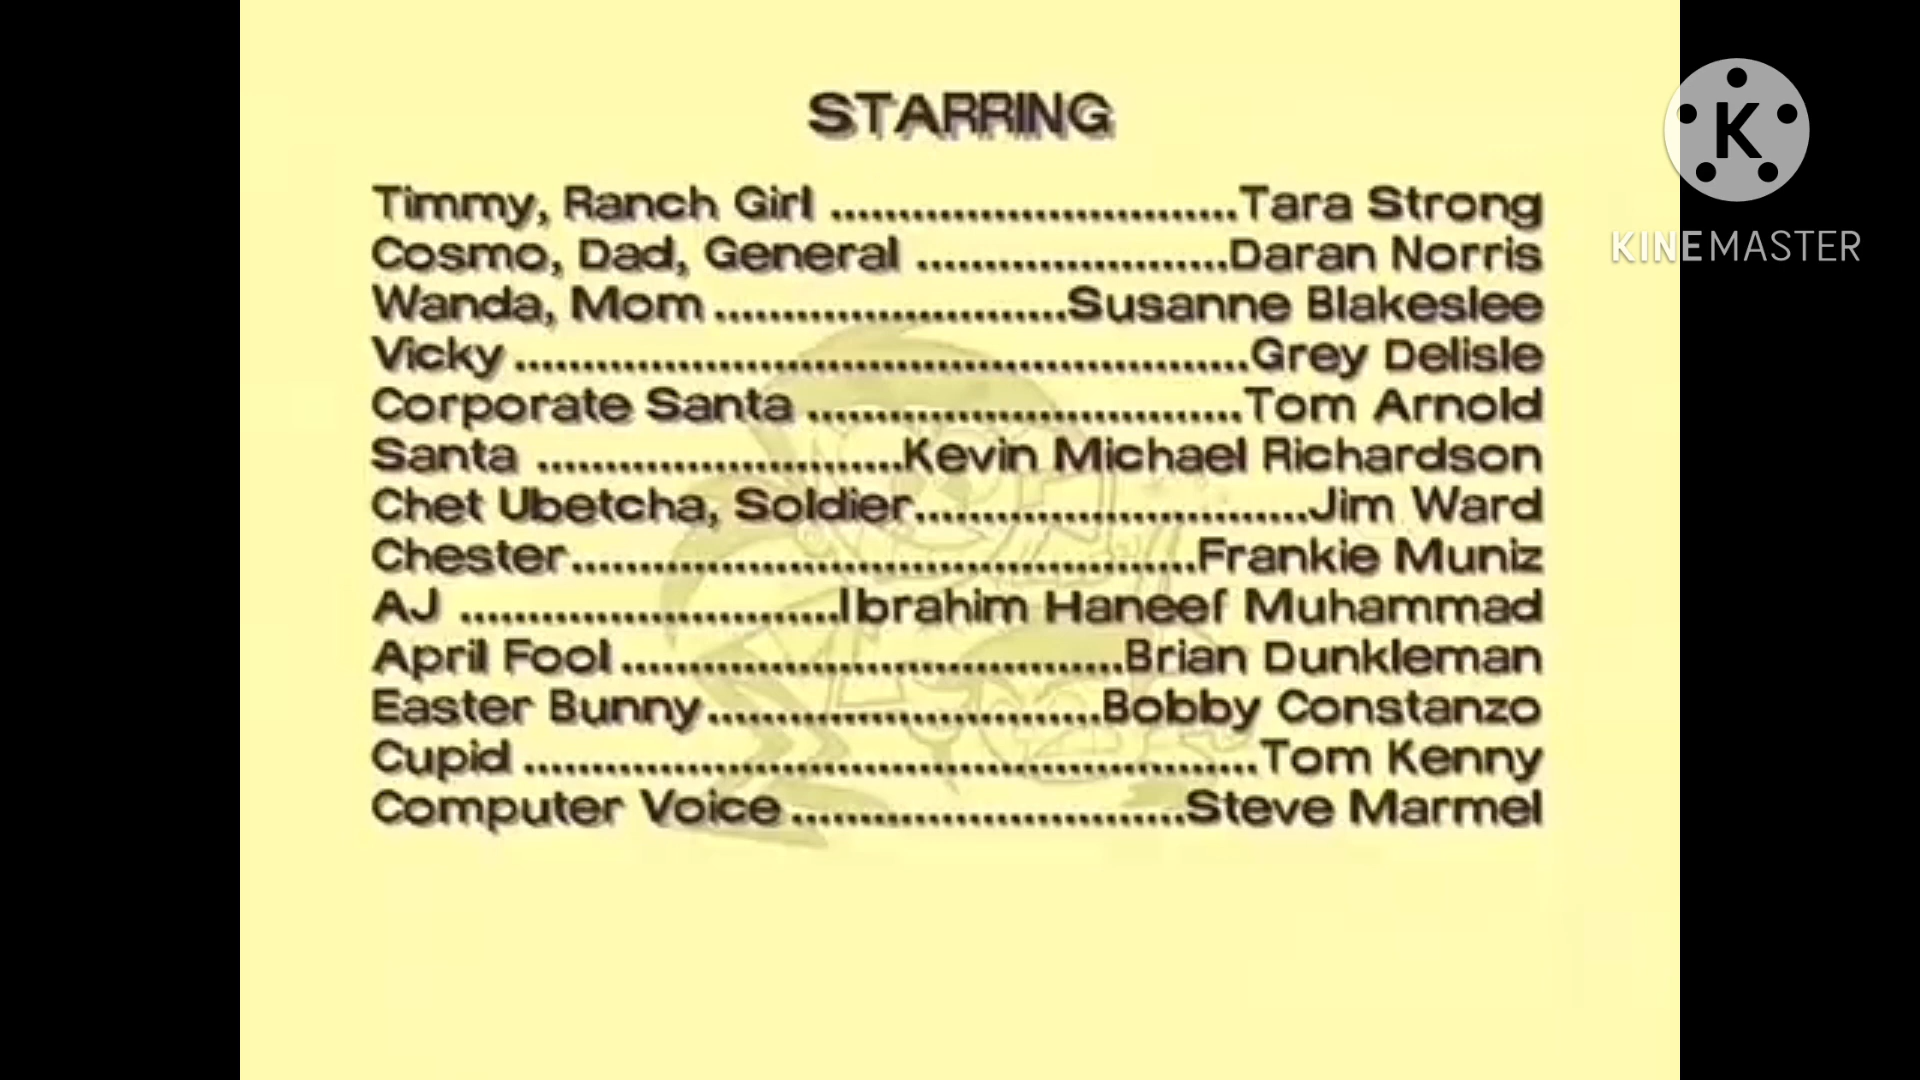 STARRING
Timmy, Ranch Girl ..............................Tara Strong
Cosmo, Dad, General .......................Daran Norris
Wanda, Mom ..........................Susanne Blakeslee
Vicky ......................................................Grey Delisle
Corporate Santa ................................Tom Arnold
Santa ...........................Kevin Michael Richardson
Chet Ubetcha, Soldier.............................Jim Ward
Chester..............................................Frankie Muniz
AJ ............................Ibrahim Haneef Muhammad
April Fool .....................................Brian Dunkleman
Easter Bunny.............................Bobby Constanzo
Cupid ......................................................Tom Kenny
Computer Voice .............................Steve Marmel
K
KINEMASTER